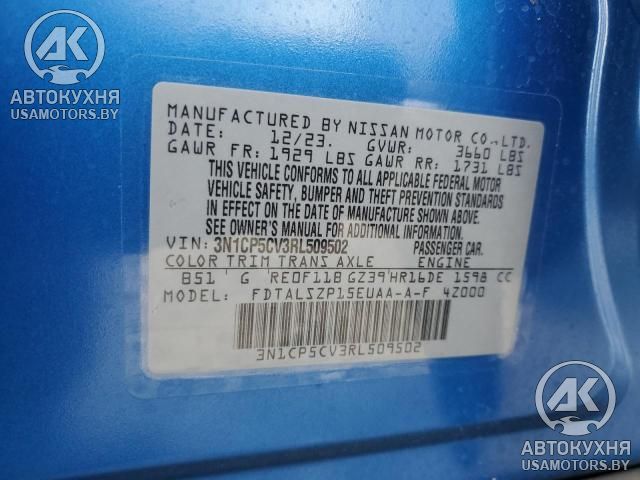 AK
АВТОКУХНЯ
USAMOTORS.BY
MANUFACTURED BY NISSAN MOTOR CO., LTD.
DATE: 12/23. GVWR: 3660 LBS
GAWR FR: 1929 LBS GAWR RR: 1731 LBS
THIS VEHICLE CONFORMS TO ALL APPLICABLE FEDERAL MOTOR
VEHICLE SAFETY, BUMPER AND THEFT PREVENTION STANDARDS
IN EFFECT ON THE DATE OF MANUFACTURE SHOWN ABOVE.
SEE OWNER'S MANUAL FOR FURTHER INFORMATION
VIN: 3N1CP5CV3RL509502 PASSENGER CAR.
COLOR TRIM TRANS AXLE ENGINE
B51 G RE0F11B GZ39 HR16DE 1598 CC
MODEL: FDTALSZP15EUAA-A-F 4Z000
3N1CP5CV3RL509502
AK
АВТОКУХНЯ
USAMOTORS.BY